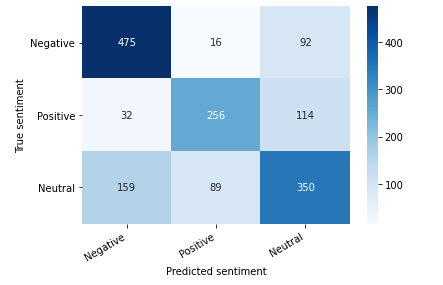 Negative 475 16 92
Positive 32 256 114
Neutral 159 89 350
Negative Positive Neutral
True sentiment
Predicted sentiment
400
300
200
100